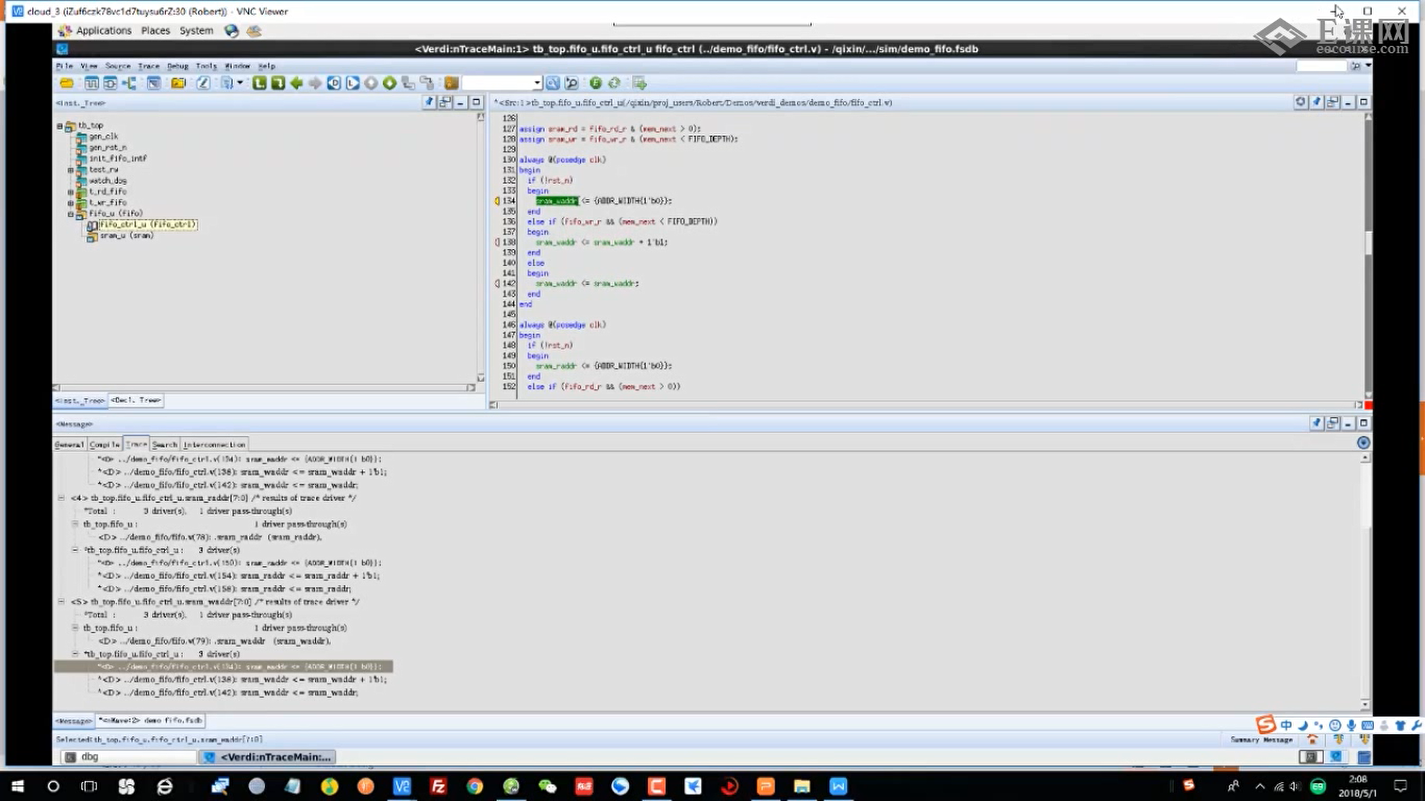 cloud_3 (iZuf6czk78vc1d7tuysu6rZ:30 (Robert)) - VNC Viewer
E课网
eecourse.com
Applications Places System
<Verdi:nTraceMain:1> tb_top.fifo_u.fifo_ctrl_u fifo_ctrl (../demo_fifo/fifo_ctrl.v) - /qixin/.../sim/demo_fifo.fsdb
File View Source Trace Debug Tools Window Help
<Inst._Tree>
*<Src:1>tb_top.fifo_u.fifo_ctrl_u(/qixin/proj_users/Robert/Demos/verdi_demos/demo_fifo/fifo_ctrl.v)
tb_top
gen_clk
gen_rst_n
init_fifo_intf
test_rw
watch_dog
t_rd_fifo
t_wr_fifo
fifo_u (fifo)
fifo_ctrl_u (fifo_ctrl)
sram_u (sram)
<Inst._Tree> <Decl. Tree>
126
127 assign sram_rd = fifo_rd_r & (mem_next > 0);
128 assign sram_wr = fifo_wr_r & (mem_next < FIFO_DEPTH);
129
130 always @(posedge clk)
131 begin
132 if (!rst_n)
133 begin
134 sram_waddr <= {ADDR_WIDTH{1'b0}};
135 end
136 else if (fifo_wr_r && (mem_next < FIFO_DEPTH))
137 begin
138 sram_waddr <= sram_waddr + 1'b1;
139 end
140 else
141 begin
142 sram_waddr <= sram_waddr;
143 end
144 end
145
146 always @(posedge clk)
147 begin
148 if (!rst_n)
149 begin
150 sram_raddr <= {ADDR_WIDTH{1'b0}};
151 end
152 else if (fifo_rd_r && (mem_next > 0))
<Message>
General Compile Trace Search Interconnection
*<D> ../demo_fifo/fifo_ctrl.v(134): sram_waddr <= {ADDR_WIDTH{1'b0}};
*<D> ../demo_fifo/fifo_ctrl.v(138): sram_waddr <= sram_waddr + 1'b1;
*<D> ../demo_fifo/fifo_ctrl.v(142): sram_waddr <= sram_waddr;
<4> tb_top.fifo_u.fifo_ctrl_u.sram_raddr[7:0] /* results of trace driver */
*Total : 3 driver(s), 1 driver pass-through(s)
tb_top.fifo_u : 1 driver pass-through(s)
<D> ../demo_fifo/fifo.v(78): .sram_raddr (sram_raddr),
*tb_top.fifo_u.fifo_ctrl_u : 3 driver(s)
*<D> ../demo_fifo/fifo_ctrl.v(150): sram_raddr <= {ADDR_WIDTH{1'b0}};
*<D> ../demo_fifo/fifo_ctrl.v(154): sram_raddr <= sram_raddr + 1'b1;
*<D> ../demo_fifo/fifo_ctrl.v(158): sram_raddr <= sram_raddr;
<5> tb_top.fifo_u.fifo_ctrl_u.sram_waddr[7:0] /* results of trace driver */
*Total : 3 driver(s), 1 driver pass-through(s)
tb_top.fifo_u : 1 driver pass-through(s)
<D> ../demo_fifo/fifo.v(79): .sram_waddr (sram_waddr),
*tb_top.fifo_u.fifo_ctrl_u : 3 driver(s)
*<D> ../demo_fifo/fifo_ctrl.v(134): sram_waddr <= {ADDR_WIDTH{1'b0}};
*<D> ../demo_fifo/fifo_ctrl.v(138): sram_waddr <= sram_waddr + 1'b1;
*<D> ../demo_fifo/fifo_ctrl.v(142): sram_waddr <= sram_waddr;
<Message> *<nWave:2> demo_fifo.fsdb
Selected:tb_top.fifo_u.fifo_ctrl_u.sram_waddr[7:0]
Summary Message
中
dbg <Verdi:nTraceMain:...
2:08
2018/5/1